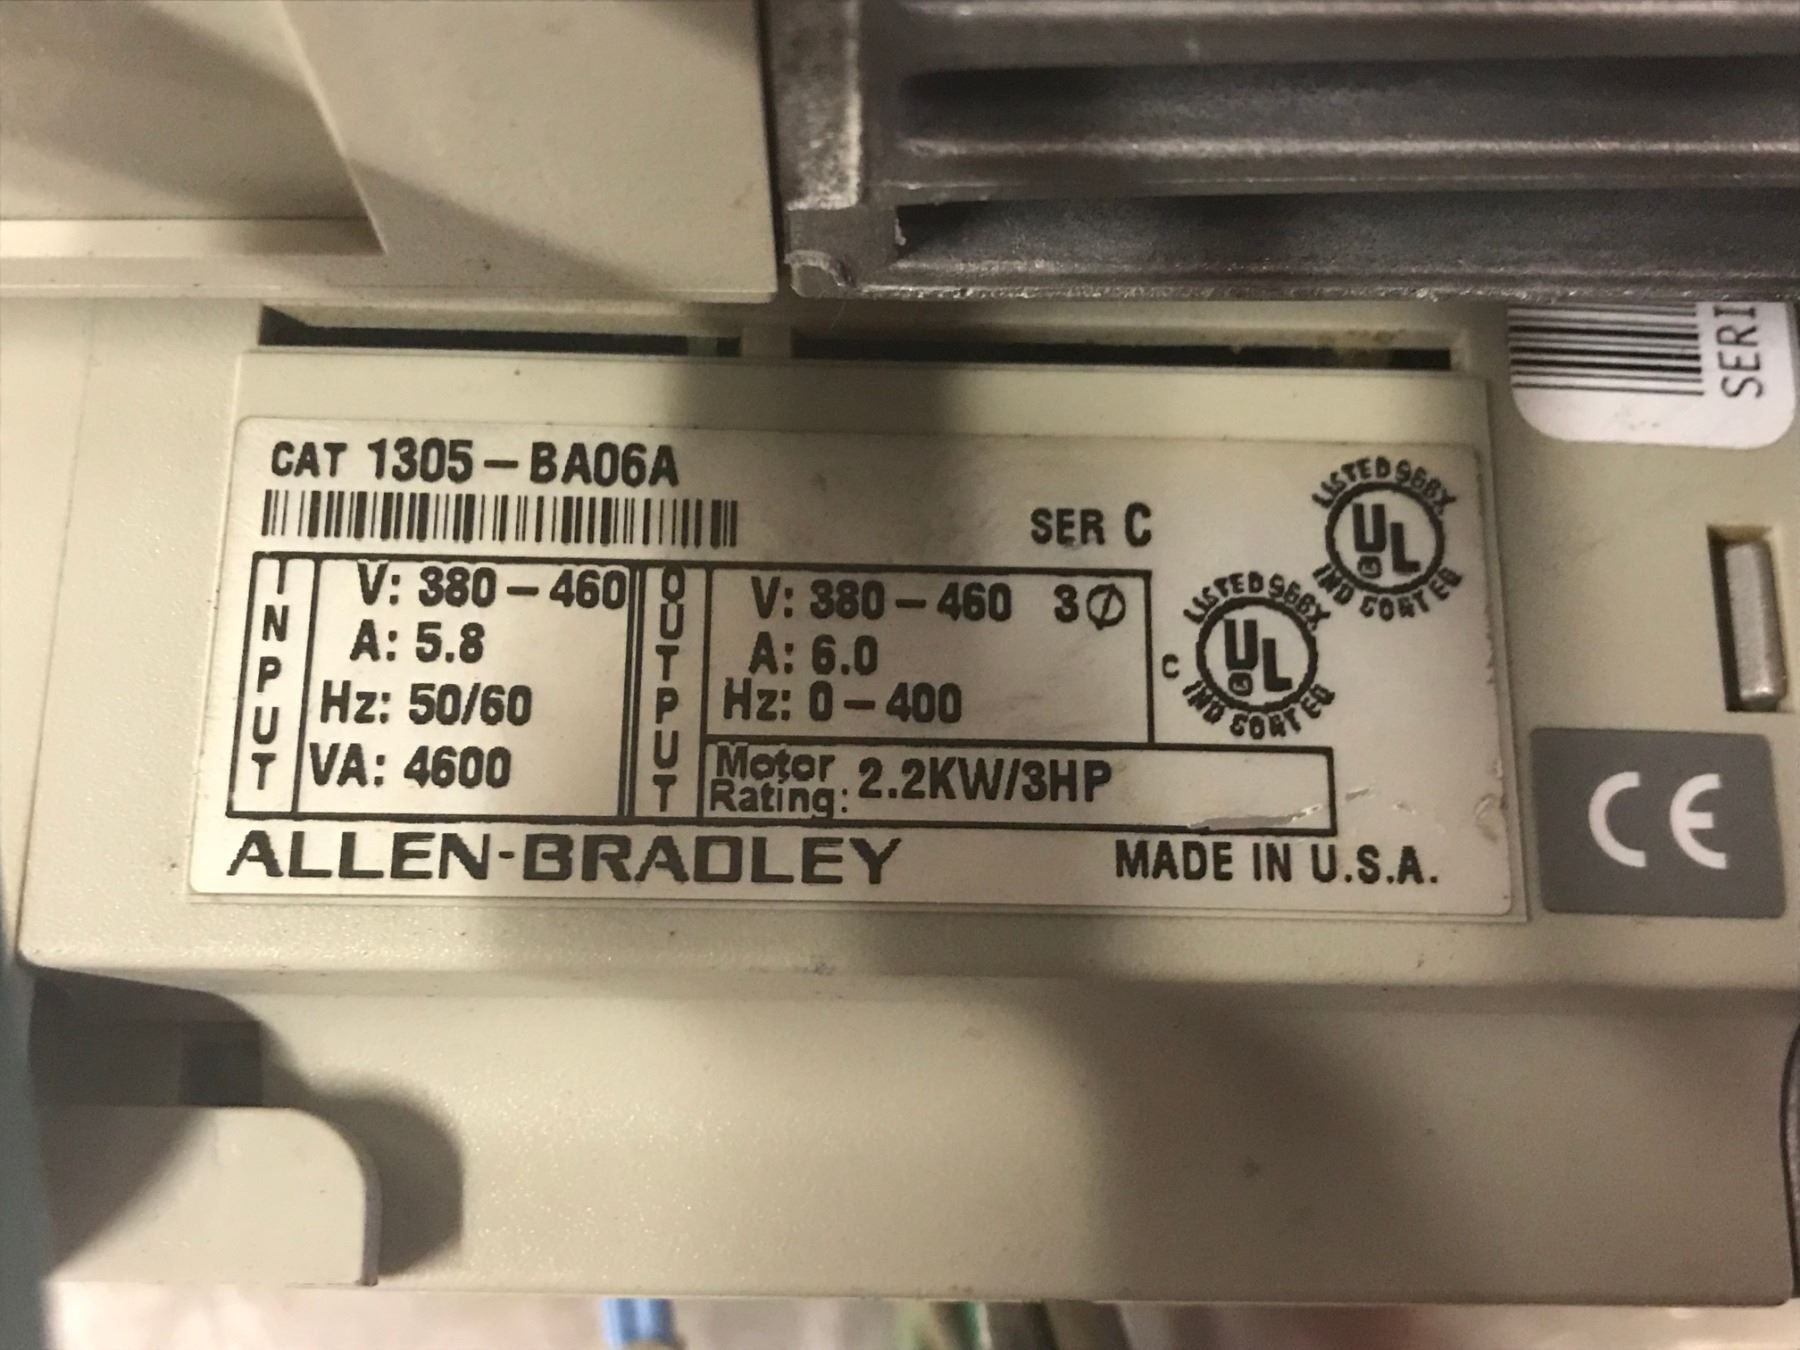 SERI
CAT 1305-BA06A
SER C
LISTED 966X
UL
IND CONT EQ
C
LISTED 966X
UL
IND CONT EQ
INPUT
V: 380-460
A: 5.8
Hz: 50/60
VA: 4600
OUTPUT
V: 380-460 3Ø
A: 6.0
Hz: 0-400
Motor Rating: 2.2KW/3HP
ALLEN-BRADLEY
MADE IN U.S.A.
CE